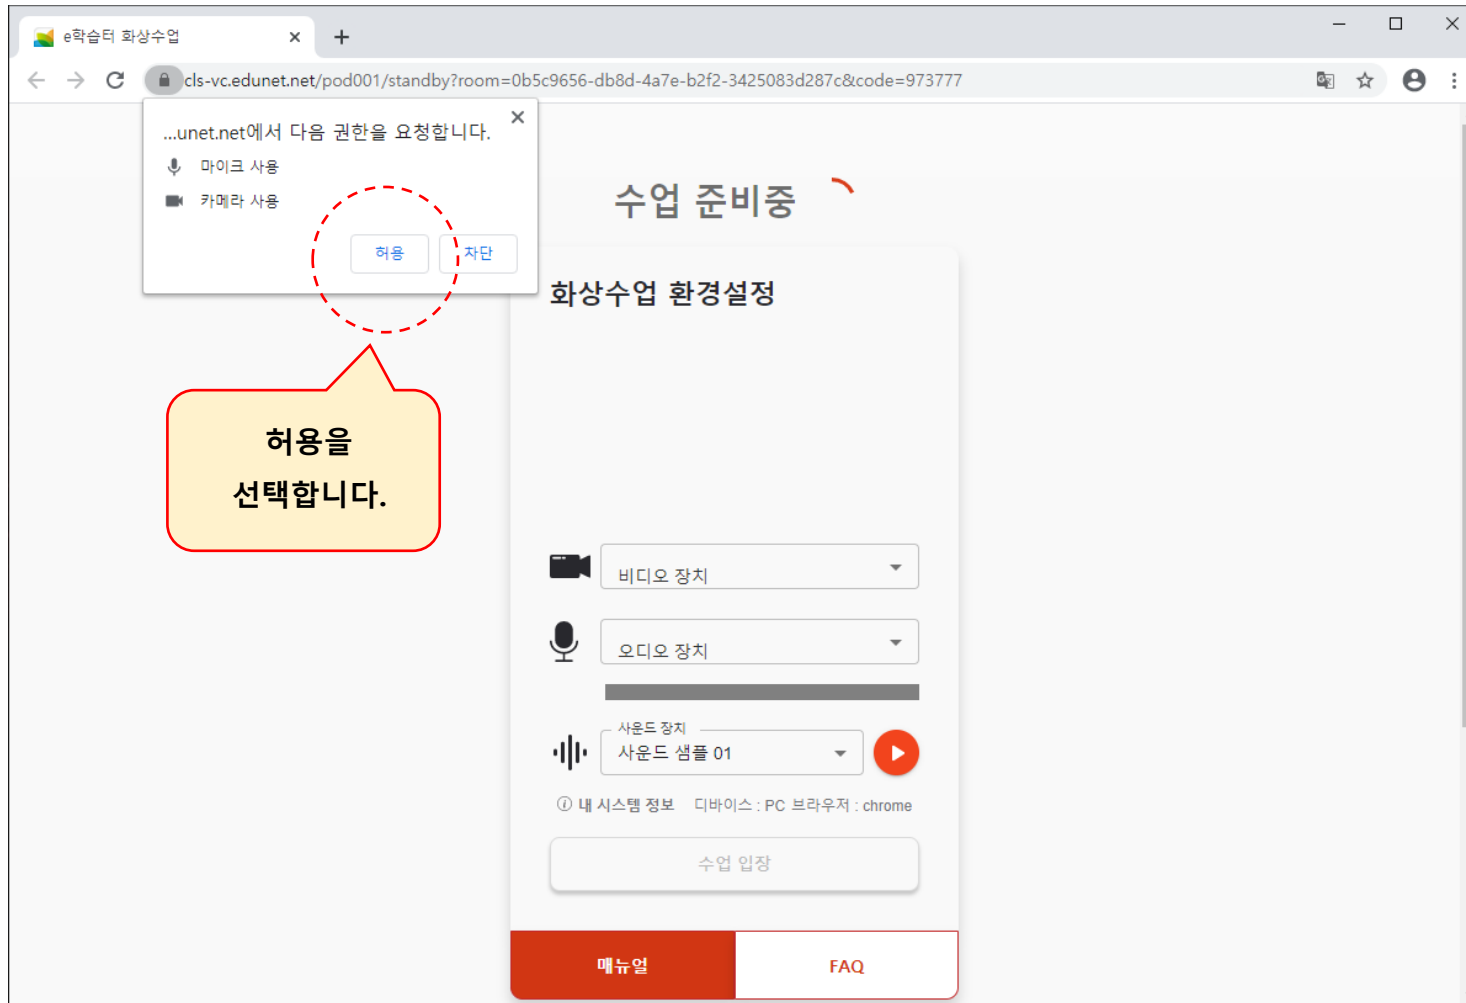 e학습터 화상수업
cls-vc.edunet.net/pod001/standby?room=0b5c9656-db8d-4a7e-b2f2-3425083d287c&code=973777
...unet.net에서 다음 권한을 요청합니다.
마이크 사용
카메라 사용
허용 차단
수업 준비중
화상수업 환경설정
허용을
선택합니다.
비디오 장치
오디오 장치
사운드 장치
사운드 샘플 01
내 시스템 정보 디바이스 : PC 브라우저 : chrome
수업 입장
매뉴얼 FAQ